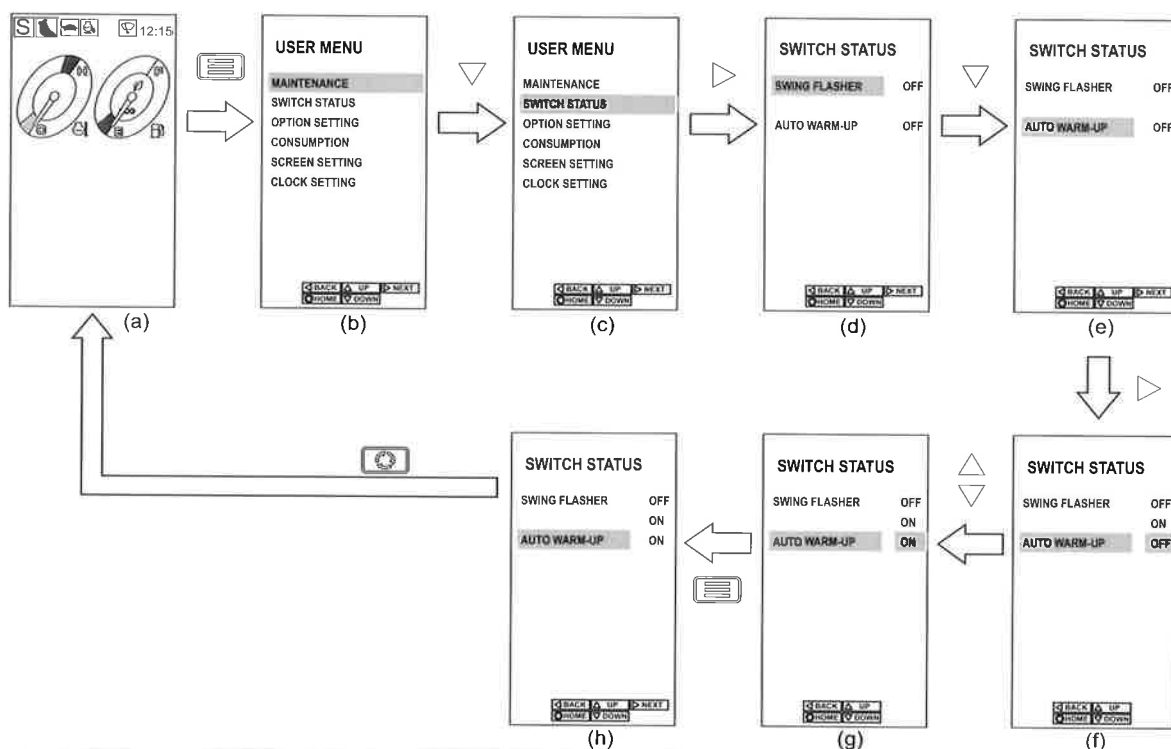 S 12:15
(a)
USER MENU
MAINTENANCE
SWITCH STATUS
OPTION SETTING
CONSUMPTION
SCREEN SETTING
CLOCK SETTING
BACK UP NEXT
HOME DOWN
(b)
USER MENU
MAINTENANCE
SWITCH STATUS
OPTION SETTING
CONSUMPTION
SCREEN SETTING
CLOCK SETTING
BACK UP NEXT
HOME DOWN
(c)
SWITCH STATUS
SWING FLASHER OFF
AUTO WARM-UP OFF
BACK UP NEXT
HOME DOWN
(d)
SWITCH STATUS
SWING FLASHER OFF
AUTO WARM-UP OFF
BACK UP NEXT
HOME DOWN
(e)
SWITCH STATUS
SWING FLASHER OFF
ON
AUTO WARM-UP ON
BACK UP NEXT
HOME DOWN
(h)
SWITCH STATUS
SWING FLASHER OFF
ON
AUTO WARM-UP ON
BACK UP NEXT
HOME DOWN
(g)
SWITCH STATUS
SWING FLASHER OFF
ON
AUTO WARM-UP OFF
BACK UP NEXT
HOME DOWN
(f)